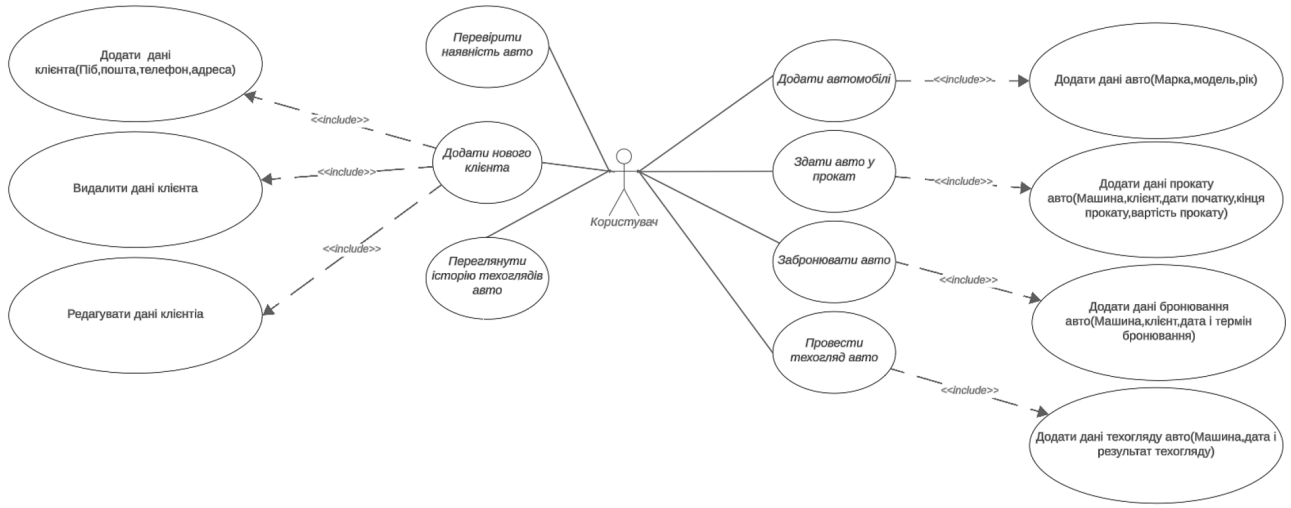 Додати дані
клієнта(Піб,пошта,телефон,адреса)
<<include>>
Видалити дані клієнта
<<include>>
Редагувати дані клієнтіа
<<include>>
Перевірити
наявність авто
Додати нового
клієнта
Переглянути
історію техоглядів
авто
Користувач
Додати автомобілі
<<include>>
Додати дані авто(Марка,модель,рік)
Здати авто у
прокат
<<include>>
Додати дані прокату
авто(Машина,клієнт,дати початку,кінця
прокату,вартість прокату)
Забронювати авто
<<include>>
Додати дані бронювання
авто(Машина,клієнт,дата і термін
бронювання)
Провести
техогляд авто
<<include>>
Додати дані техогляду авто(Машина,дата і
результат техогляду)